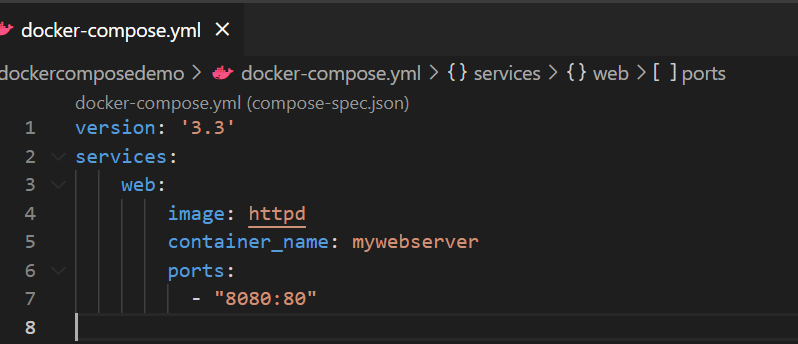 docker-compose.yml ×
dockercomposedemo > docker-compose.yml > {} services > {} web > [ ] ports
docker-compose.yml (compose-spec.json)
1 version: '3.3'
2 services:
3 web:
4 image: httpd
5 container_name: mywebserver
6 ports:
7 - "8080:80"
8